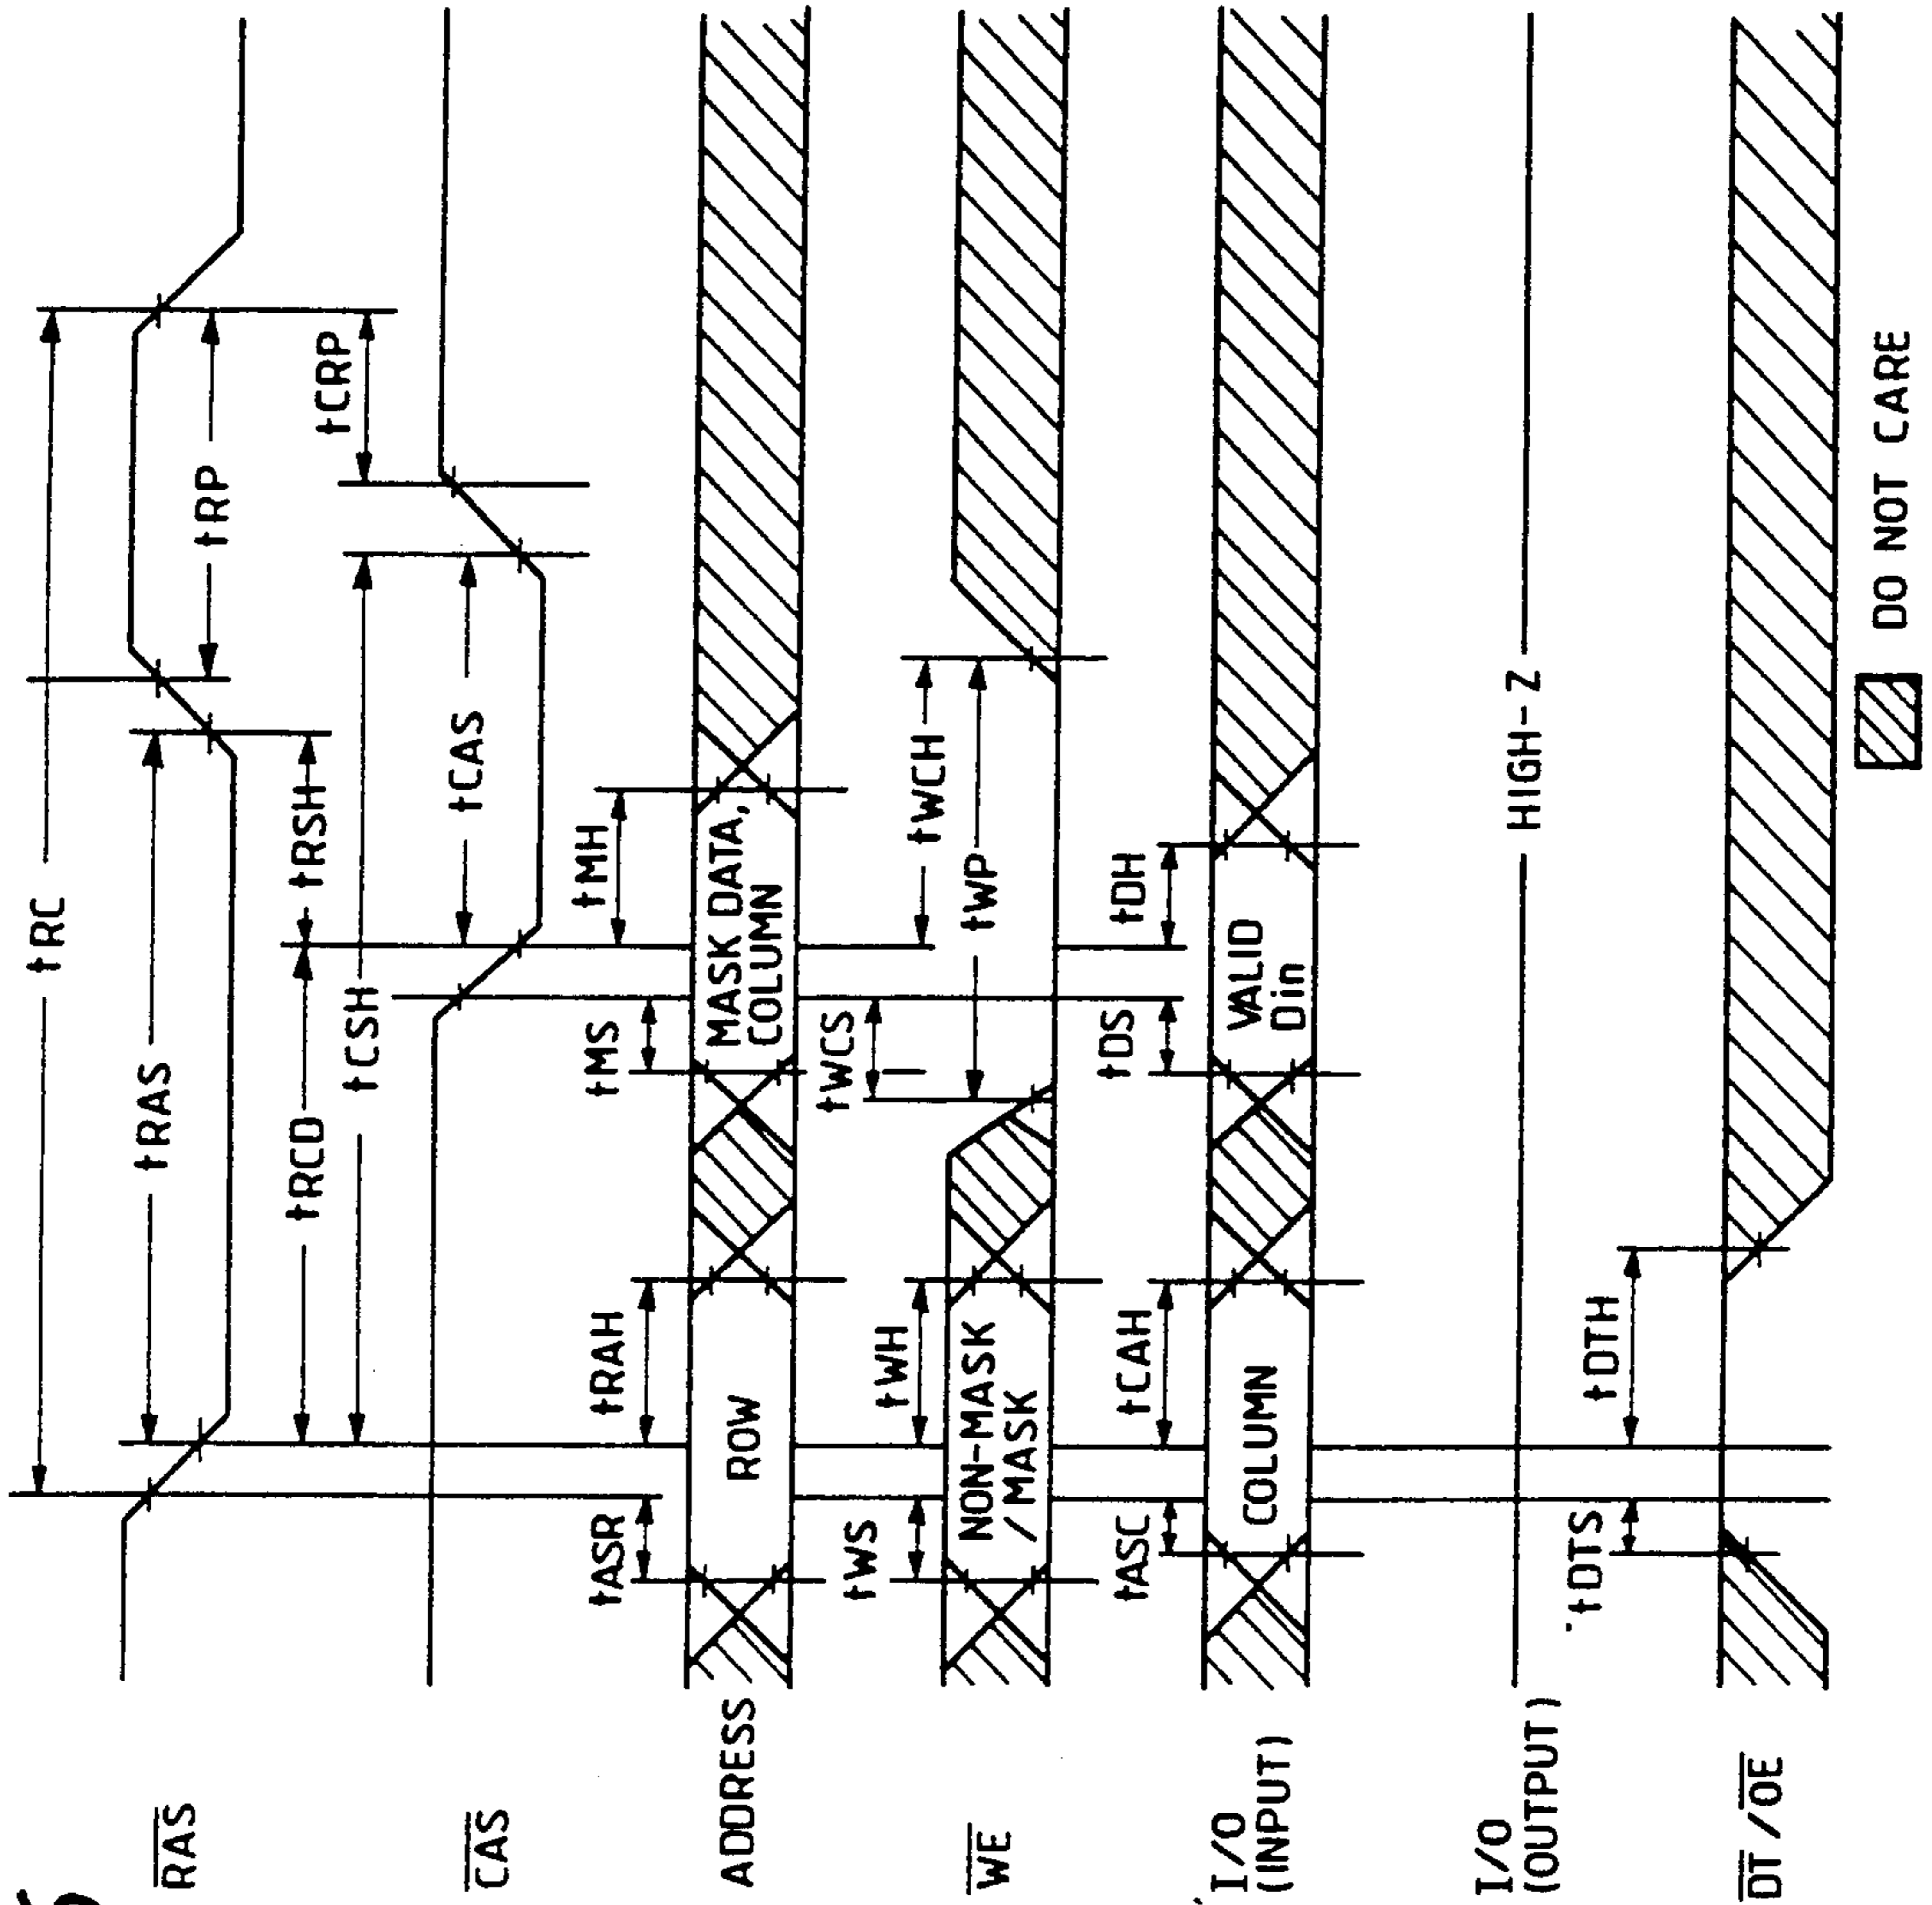 tRC
tRAS
tRP
RAS
tRCD
tRSH
tCRP
tCSH
tCAS
CAS
tASR
tRAH
tMS
tMH
ADDRESS
ROW
MASK DATA,
COLUMN
tWS
tWH
tWCS
tWCH
tWP
WE
NON-MASK
/MASK
tASC
tCAH
tDS
tDH
I/O
(INPUT)
COLUMN
VALID
Din
I/O
(OUTPUT)
HIGH-Z
tDTS
tDTH
DT/OE
DO NOT CARE